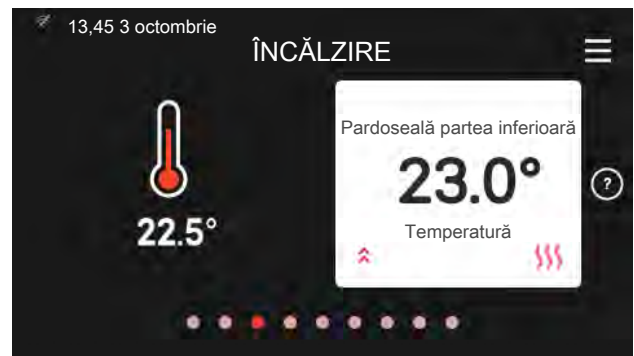 13,45 3 octombrie
ÎNCĂLZIRE
Pardoseală partea inferioară
23.0°
Temperatură
22.5°
?